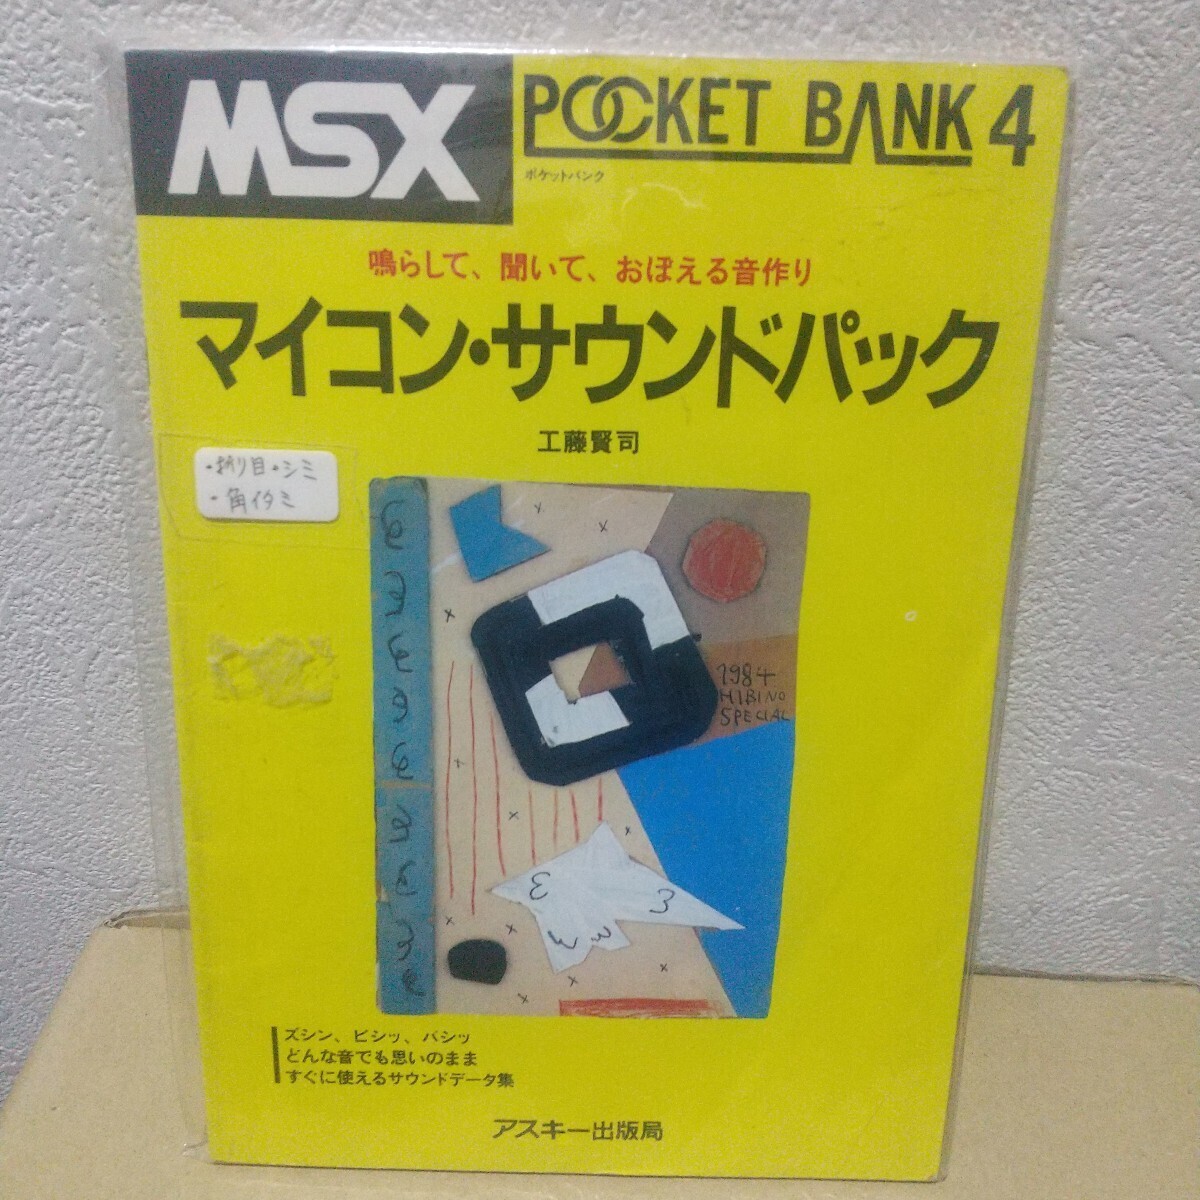 MSX
POCKET BANK 4
ポケットバンク
鳴らして、聞いて、おぼえる音作り
マイコン・サウンドパック
工藤賢司
・折り目・シミ
・角イタミ
1984
HIBINO
SPECIAL
ズシン、ビシッ、バシッ
どんな音でも思いのまま
すぐに使えるサウンドデータ集
アスキー出版局